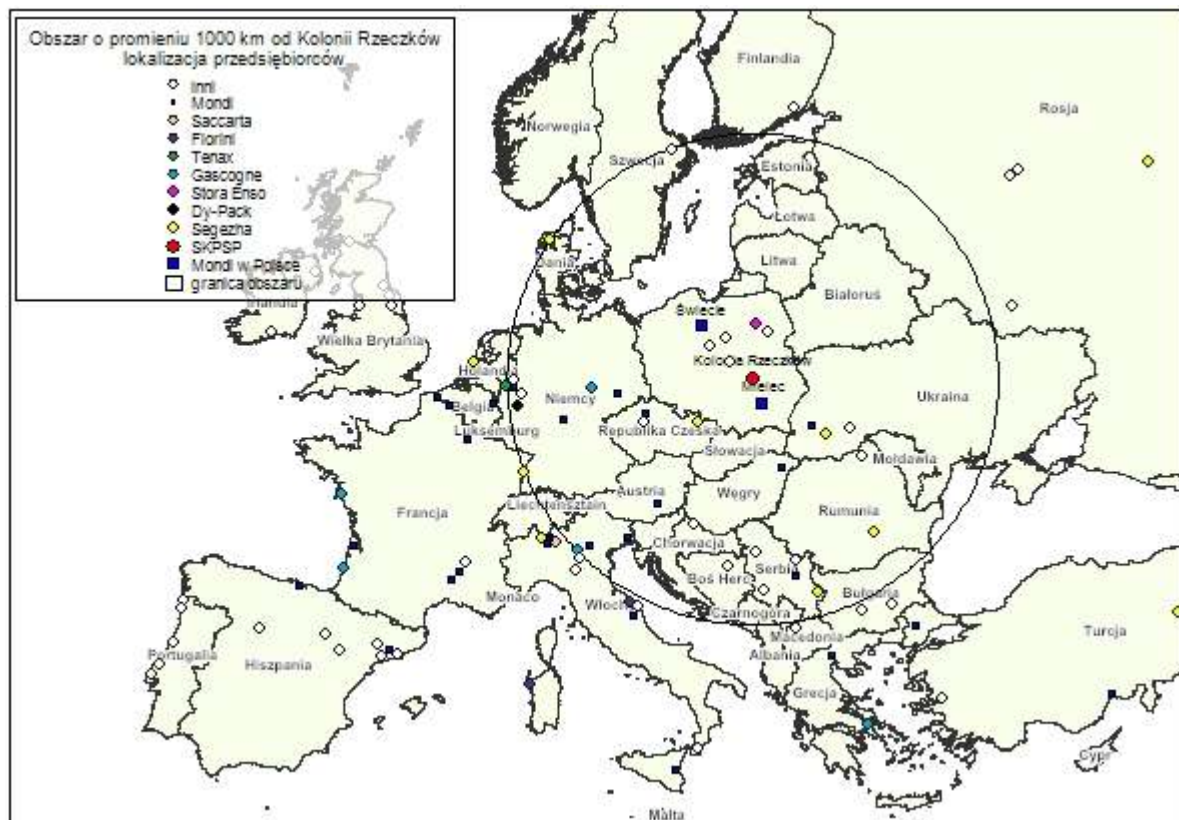 Obszar o promieniu 1000 km od Kolonii Rzeczków
lokalizacja przedsiębiorców
Inni
Mondi
Saccarta
Fiorini
Tenax
Gascogne
Stora Enso
Dy-Pack
Segezha
SKPSP
Mondi w Polsce
granica obszaru
Finlandia
Rosja
Norwegia
Szwecja
Estonia
Łotwa
Dania
Litwa
Białoruś
Irlandia
Świecie
Wielka Brytania
Kolonia Rzeczków
Holandia
Mielec
Niemcy
Ukraina
Belgia
Luksemburg
Republika Czeska
Słowacja
Mołdawia
Austria
Węgry
Liechtensztain
Francja
Rumunia
Chorwacja
Serbia
Boś Herc
Monaco
Włochy
Bułgaria
Czarnogóra
Macedonia
Turcja
Portugalia
Hiszpania
Albania
Grecja
Cypr
Malta